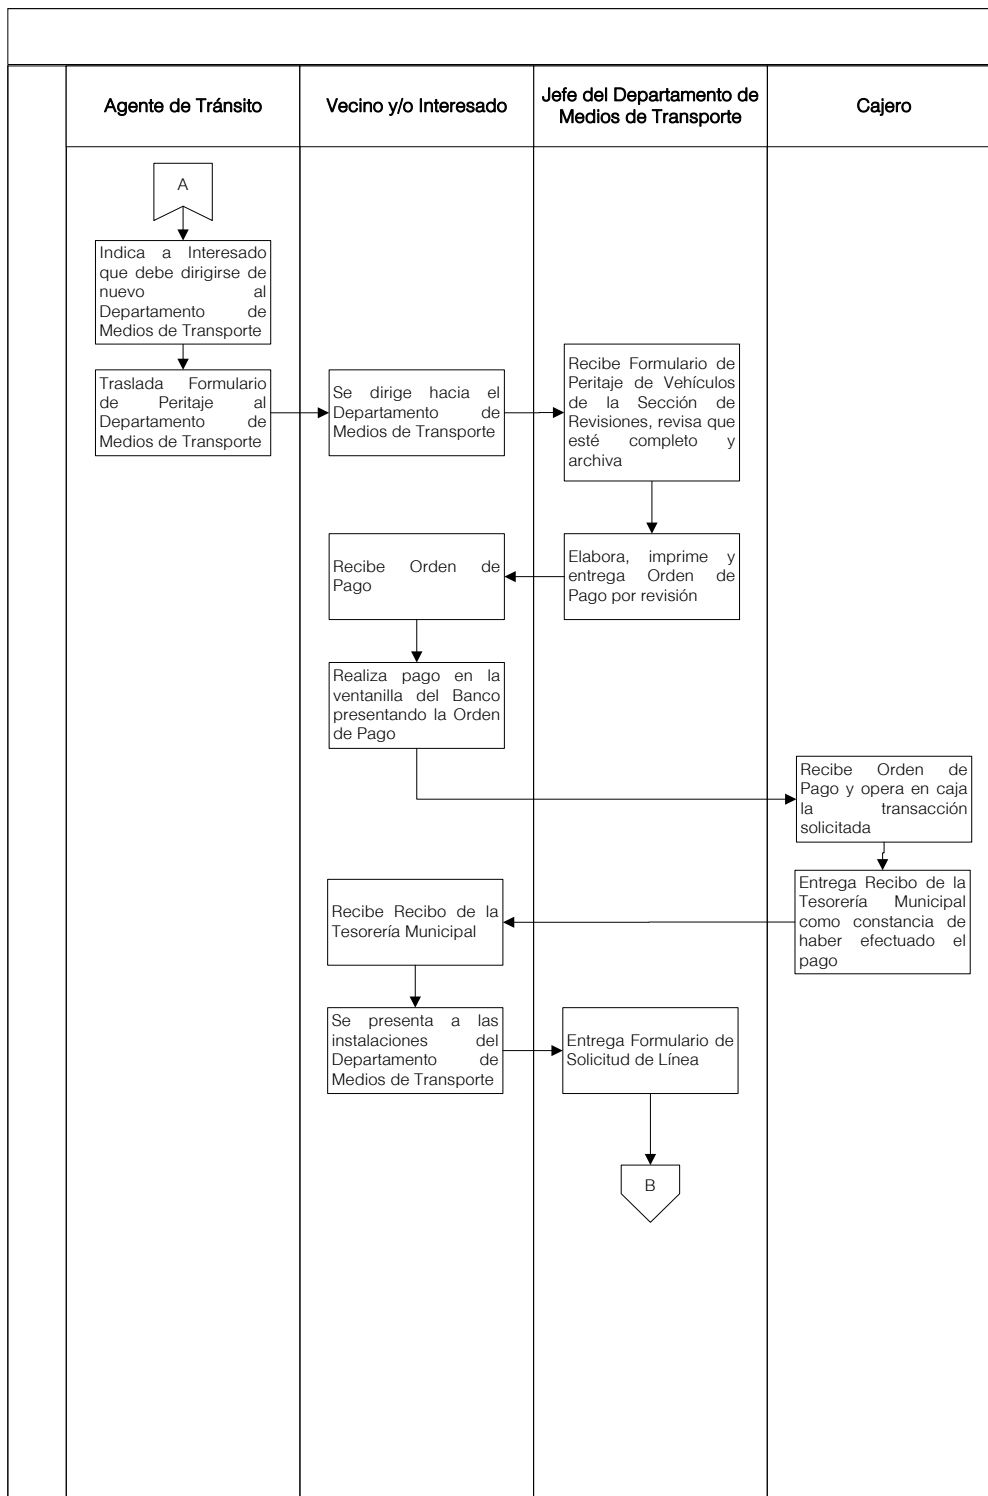 Agente de Tránsito
Vecino y/o Interesado
Jefe del Departamento de
Medios de Transporte
Cajero
A
Indica a Interesado
que debe dirigirse de
nuevo al
Departamento de
Medios de Transporte
Traslada Formulario
de Peritaje al
Departamento de
Medios de Transporte
Se dirige hacia el
Departamento de
Medios de Transporte
Recibe Formulario de
Peritaje de Vehículos
de la Sección de
Revisiones, revisa que
esté completo y
archiva
Elabora, imprime y
entrega Orden de
Pago por revisión
Recibe Orden de
Pago
Realiza pago en la
ventanilla del Banco
presentando la Orden
de Pago
Recibe Orden de
Pago y opera en caja
la transacción
solicitada
Entrega Recibo de la
Tesorería Municipal
como constancia de
haber efectuado el
pago
Recibe Recibo de la
Tesorería Municipal
Se presenta a las
instalaciones del
Departamento de
Medios de Transporte
Entrega Formulario de
Solicitud de Línea
B